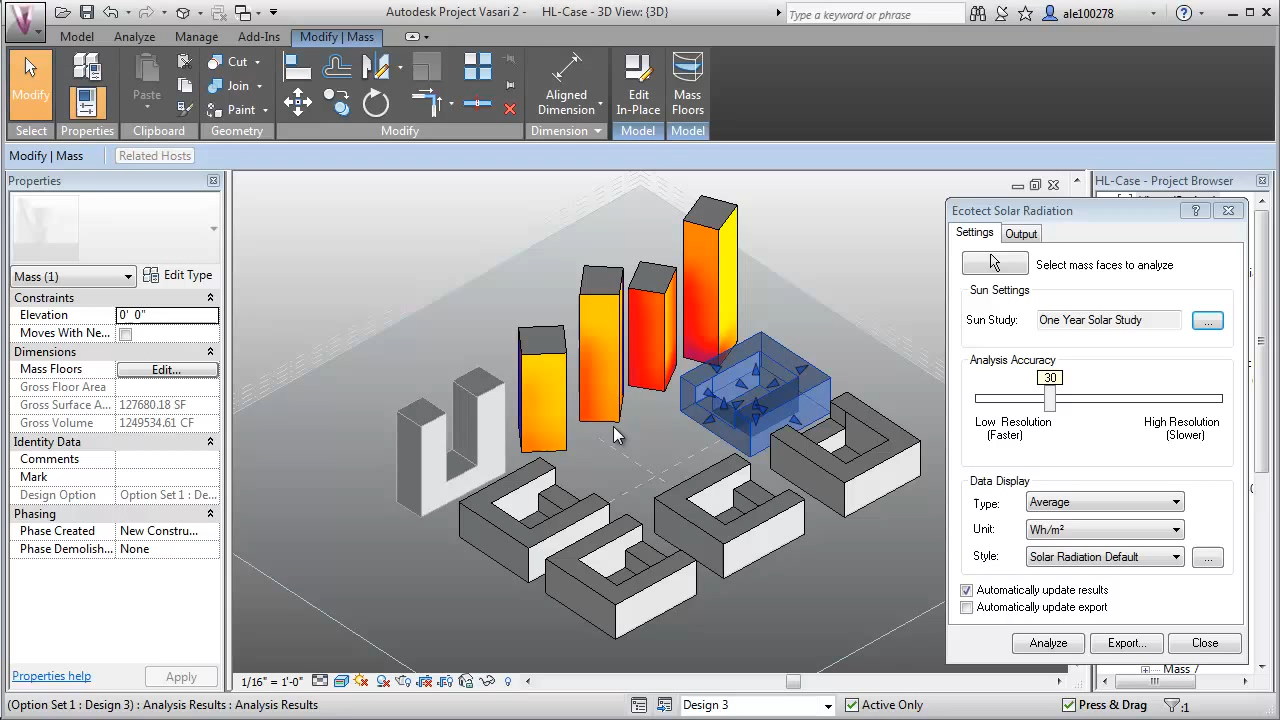 Autodesk Project Vasari 2 - HL-Case - 3D View: {3D}
Type a keyword or phrase
ale100278
Model Analyze Manage Add-Ins Modify | Mass
Modify
Paste
Cut
Join
Paint
Aligned
Dimension
Edit
In-Place
Mass
Floors
Select Properties Clipboard Geometry Modify Dimension Model Model
Modify | Mass Related Hosts
Properties
Mass (1) Edit Type
Constraints
Elevation 0' 0"
Moves With Ne...
Dimensions
Mass Floors Edit...
Gross Floor Area
Gross Surface A... 127680.18 SF
Gross Volume 1249534.61 CF
Identity Data
Comments
Mark
Design Option Option Set 1 : De...
Phasing
Phase Created New Constru...
Phase Demolish... None
Properties help Apply
HL-Case - Project Browser
Ecotect Solar Radiation
Settings Output
Select mass faces to analyze
Sun Settings
Sun Study: One Year Solar Study ...
Analysis Accuracy
30
Low Resolution
(Faster)
High Resolution
(Slower)
Data Display
Type: Average
Unit: Wh/m²
Style: Solar Radiation Default ...
Automatically update results
Automatically update export
Analyze Export... Close
Mass 7
1/16" = 1'-0"
(Option Set 1 : Design 3) : Analysis Results : Analysis Results
Design 3
Active Only
Press & Drag
:1